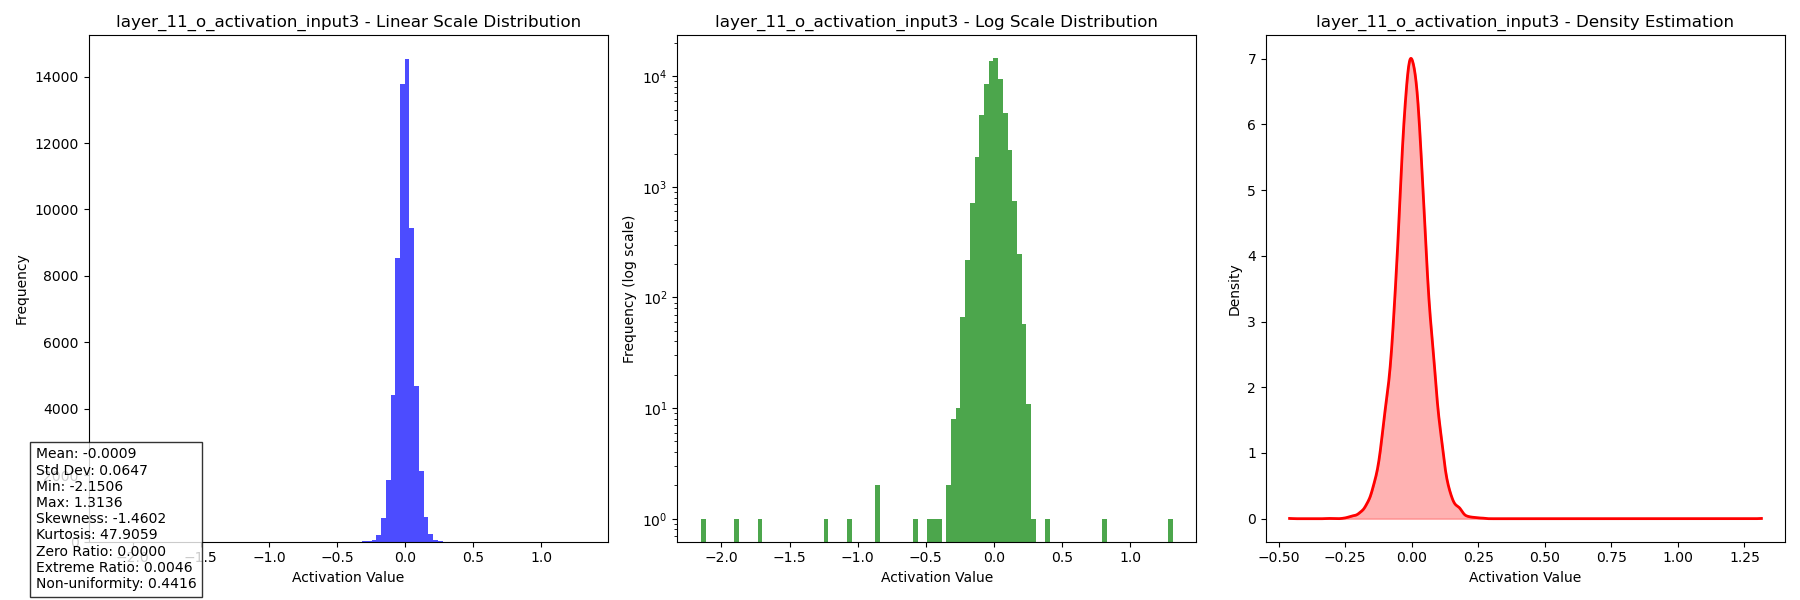 layer_11_o_activation_input3 - Linear Scale Distribution
14000
12000
10000
8000
6000
4000
Frequency
Mean: -0.0009
Std Dev: 0.0647
Min: -2.1506
Max: 1.3136
Skewness: -1.4602
Kurtosis: 47.9059
Zero Ratio: 0.0000
Extreme Ratio: 0.0046
Non-uniformity: 0.4416
−1.0 −0.5 0.0 0.5 1.0
Activation Value
layer_11_o_activation_input3 - Log Scale Distribution
10⁴
10³
10²
10¹
10⁰
Frequency (log scale)
−2.0 −1.5 −1.0 −0.5 0.0 0.5 1.0
Activation Value
layer_11_o_activation_input3 - Density Estimation
7
6
5
4
3
2
1
0
Density
−0.50 −0.25 0.00 0.25 0.50 0.75 1.00 1.25
Activation Value